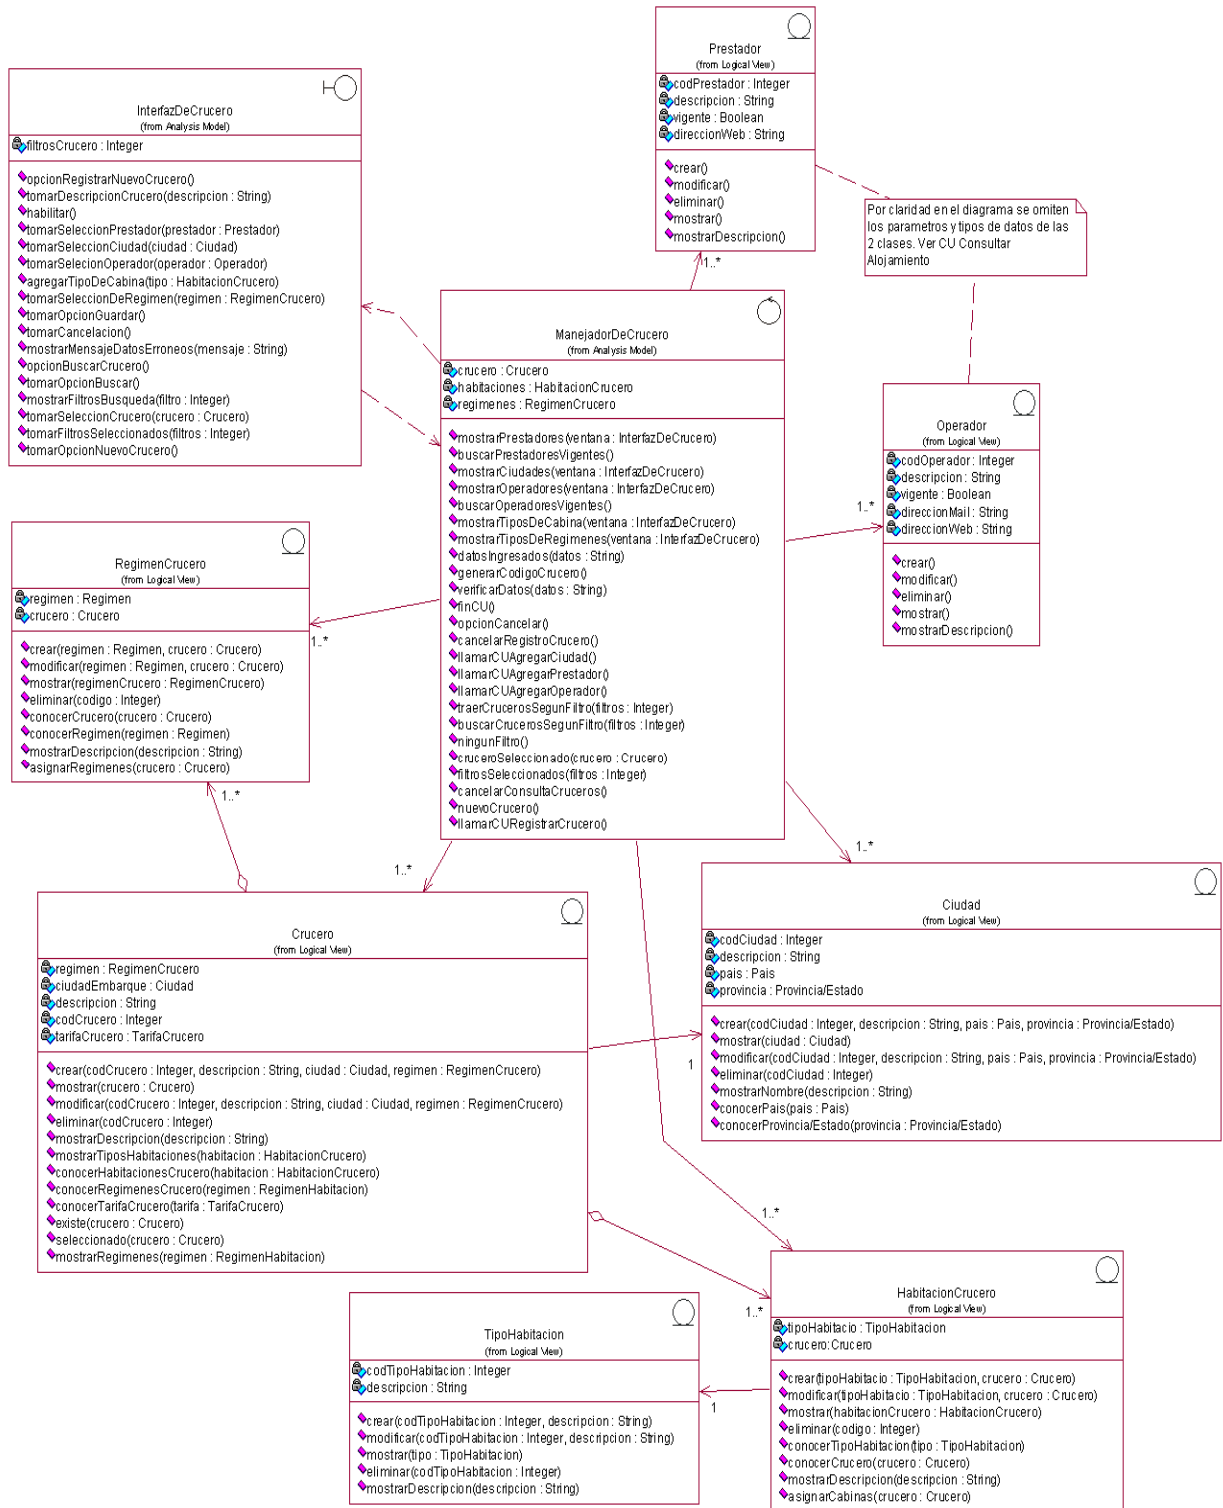 Prestador
(from Logical View)
codPrestador : Integer
descripcion : String
vigente : Boolean
direccionWeb : String
crear()
modificar()
eliminar()
mostrar()
mostrarDescripcion()
InterfazDeCrucero
(from Analysis Model)
filtrosCrucero : Integer
opcionRegistrarNuevoCrucero()
tomarDescripcionCrucero(descripcion : String)
habilitar()
tomarSeleccionPrestador(prestador : Prestador)
tomarSeleccionCiudad(ciudad : Ciudad)
tomarSelecionOperador(operador : Operador)
agregarTipoDeCabina(tipo : HabitacionCrucero)
tomarSeleccionDeRegimen(regimen : RegimenCrucero)
tomarOpcionGuardar()
tomarCancelacion()
mostrarMensajeDatosErroneos(mensaje : String)
opcionBuscarCrucero()
tomarOpcionBuscar()
mostrarFiltrosBusqueda(filtro : Integer)
tomarSeleccionCrucero(crucero : Crucero)
tomarFiltrosSeleccionados(filtros : Integer)
tomarOpcionNuevoCrucero()
Por claridad en el diagrama se omiten
los parametros y tipos de datos de las
2 clases. Ver CU Consultar
Alojamiento
1..*
ManejadorDeCrucero
(from Analysis Model)
crucero : Crucero
habitaciones : HabitacionCrucero
regimenes : RegimenCrucero
mostrarPrestadores(ventana : InterfazDeCrucero)
buscarPrestadoresVigentes()
mostrarCiudades(ventana : InterfazDeCrucero)
mostrarOperadores(ventana : InterfazDeCrucero)
buscarOperadoresVigentes()
mostrarTiposDeCabina(ventana : InterfazDeCrucero)
mostrarTiposDeRegimenes(ventana : InterfazDeCrucero)
datosIngresados(datos : String)
generarCodigoCrucero()
verificarDatos(datos : String)
finCU()
opcionCancelar()
cancelarRegistroCrucero()
llamarCUAgregarCiudad()
llamarCUAgregarPrestador()
llamarCUAgregarOperador()
traerCrucerosSegunFiltro(filtros : Integer)
buscarCrucerosSegunFiltro(filtros : Integer)
ningunFiltro()
cruceroSeleccionado(crucero : Crucero)
filtrosSeleccionados(filtros : Integer)
cancelarConsultaCruceros()
nuevoCrucero()
llamarCURegistrarCrucero()
Operador
(from Logical View)
codOperador : Integer
descripcion : String
vigente : Boolean
direccionMail : String
direccionWeb : String
crear()
modificar()
eliminar()
mostrar()
mostrarDescripcion()
1..*
RegimenCrucero
(from Logical View)
regimen : Regimen
crucero : Crucero
crear(regimen : Regimen, crucero : Crucero)
modificar(regimen : Regimen, crucero : Crucero)
mostrar(regimenCrucero : RegimenCrucero)
eliminar(codigo : Integer)
conocerCrucero(crucero : Crucero)
conocerRegimen(regimen : Regimen)
mostrarDescripcion(descripcion : String)
asignarRegimenes(crucero : Crucero)
1..*
1..*
1..*
1..*
Crucero
(from Logical View)
regimen : RegimenCrucero
ciudadEmbarque : Ciudad
descripcion : String
codCrucero : Integer
tarifaCrucero : TarifaCrucero
crear(codCrucero : Integer, descripcion : String, ciudad : Ciudad, regimen : RegimenCrucero)
mostrar(crucero : Crucero)
modificar(codCrucero : Integer, descripcion : String, ciudad : Ciudad, regimen : RegimenCrucero)
eliminar(codCrucero : Integer)
mostrarDescripcion(descripcion : String)
mostrarTiposHabitaciones(habitacion : HabitacionCrucero)
conocerHabitacionesCrucero(habitacion : HabitacionCrucero)
conocerRegimenesCrucero(regimen : RegimenHabitacion)
conocerTarifaCrucero(tarifa : TarifaCrucero)
existe(crucero : Crucero)
seleccionado(crucero : Crucero)
mostrarRegimenes(regimen : RegimenHabitacion)
Ciudad
(from Logical View)
codCiudad : Integer
descripcion : String
pais : Pais
provincia : Provincia/Estado
crear(codCiudad : Integer, descripcion : String, pais : Pais, provincia : Provincia/Estado)
mostrar(ciudad : Ciudad)
modificar(codCiudad : Integer, descripcion : String, pais : Pais, provincia : Provincia/Estado)
eliminar(codCiudad : Integer)
mostrarNombre(descripcion : String)
conocerPais(pais : Pais)
conocerProvincia/Estado(provincia : Provincia/Estado)
1
1..*
1..*
TipoHabitacion
(from Logical View)
codTipoHabitacion : Integer
descripcion : String
crear(codTipoHabitacion : Integer, descripcion : String)
modificar(codTipoHabitacion : Integer, descripcion : String)
mostrar(tipo : TipoHabitacion)
eliminar(codTipoHabitacion : Integer)
mostrarDescripcion(descripcion : String)
1
HabitacionCrucero
(from Logical View)
tipoHabitacio : TipoHabitacion
crucero:Crucero
crear(tipoHabitacio : TipoHabitacion, crucero : Crucero)
modificar(tipoHabitacio : TipoHabitacion, crucero : Crucero)
mostrar(habitacionCrucero : HabitacionCrucero)
eliminar(codigo : Integer)
conocerTipoHabitacion(tipo : TipoHabitacion)
conocerCrucero(crucero : Crucero)
mostrarDescripcion(descripcion : String)
asignarCabinas(crucero : Crucero)